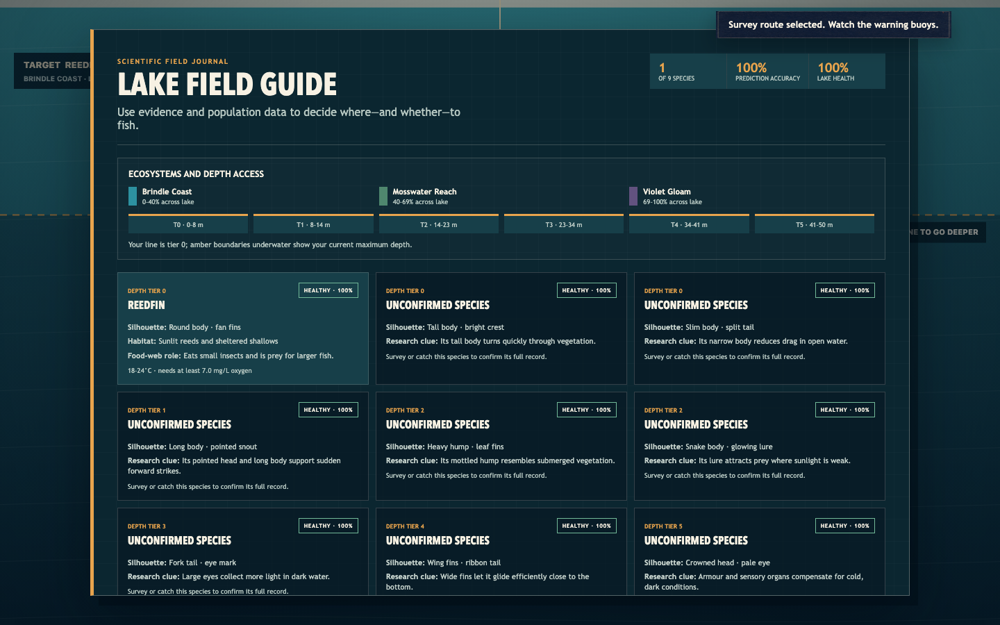 Survey route selected. Watch the warning buoys.
TARGET REEDF
BRINDLE COAST ·
SCIENTIFIC FIELD JOURNAL
LAKE FIELD GUIDE
Use evidence and population data to decide where—and whether—to
fish.
1
OF 9 SPECIES
100%
PREDICTION ACCURACY
100%
LAKE HEALTH
NE TO GO DEEPER
ECOSYSTEMS AND DEPTH ACCESS
Brindle Coast
0-40% across lake
Mosswater Reach
40-69% across lake
Violet Gloam
69-100% across lake
T0 · 0-8 m
T1 · 8-14 m
T2 · 14-23 m
T3 · 23-34 m
T4 · 34-41 m
T5 · 41-50 m
Your line is tier 0; amber boundaries underwater show your current maximum depth.
DEPTH TIER 0
HEALTHY · 100%
REEDFIN
Silhouette: Round body · fan fins
Habitat: Sunlit reeds and sheltered shallows
Food-web role: Eats small insects and is prey for larger fish.
18-24°C · needs at least 7.0 mg/L oxygen
DEPTH TIER 0
HEALTHY · 100%
UNCONFIRMED SPECIES
Silhouette: Tall body · bright crest
Research clue: Its tall body turns quickly through vegetation.
Survey or catch this species to confirm its full record.
DEPTH TIER 0
HEALTHY · 100%
UNCONFIRMED SPECIES
Silhouette: Slim body · split tail
Research clue: Its narrow body reduces drag in open water.
Survey or catch this species to confirm its full record.
DEPTH TIER 1
HEALTHY · 100%
UNCONFIRMED SPECIES
Silhouette: Long body · pointed snout
Research clue: Its pointed head and long body support sudden
forward strikes.
Survey or catch this species to confirm its full record.
DEPTH TIER 2
HEALTHY · 100%
UNCONFIRMED SPECIES
Silhouette: Heavy hump · leaf fins
Research clue: Its mottled hump resembles submerged vegetation.
Survey or catch this species to confirm its full record.
DEPTH TIER 2
HEALTHY · 100%
UNCONFIRMED SPECIES
Silhouette: Snake body · glowing lure
Research clue: Its lure attracts prey where sunlight is weak.
Survey or catch this species to confirm its full record.
DEPTH TIER 3
HEALTHY · 100%
UNCONFIRMED SPECIES
Silhouette: Fork tail · eye mark
Research clue: Large eyes collect more light in dark water.
Survey or catch this species to confirm its full record.
DEPTH TIER 4
HEALTHY · 100%
UNCONFIRMED SPECIES
Silhouette: Wing fins · ribbon tail
Research clue: Wide fins let it glide efficiently close to the
bottom.
DEPTH TIER 5
HEALTHY · 100%
UNCONFIRMED SPECIES
Silhouette: Crowned head · pale eye
Research clue: Armour and sensory organs compensate for cold,
dark conditions.